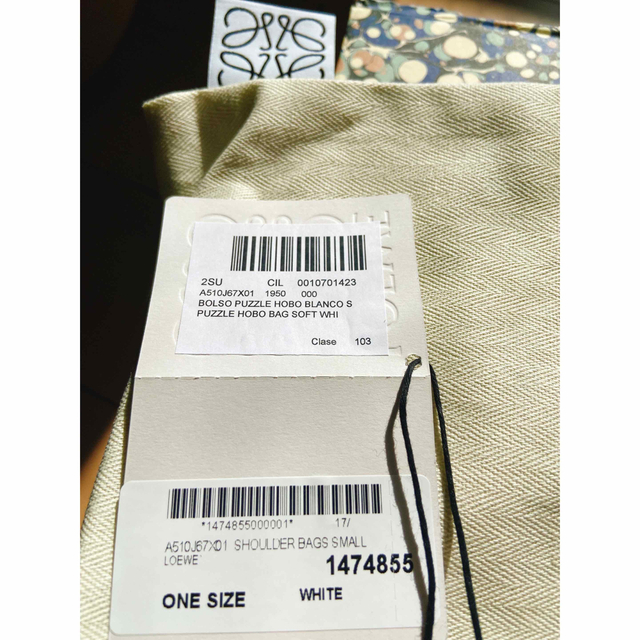 2SU CIL 0010701423
A510J67X01 1950 000
BOLSO PUZZLE HOBO BLANCO S
PUZZLE HOBO BAG SOFT WHI
Clase 103
*1474855000001* 17/
A510J67X01 SHOULDER BAGS SMALL
LOEWE
1474855
ONE SIZE WHITE